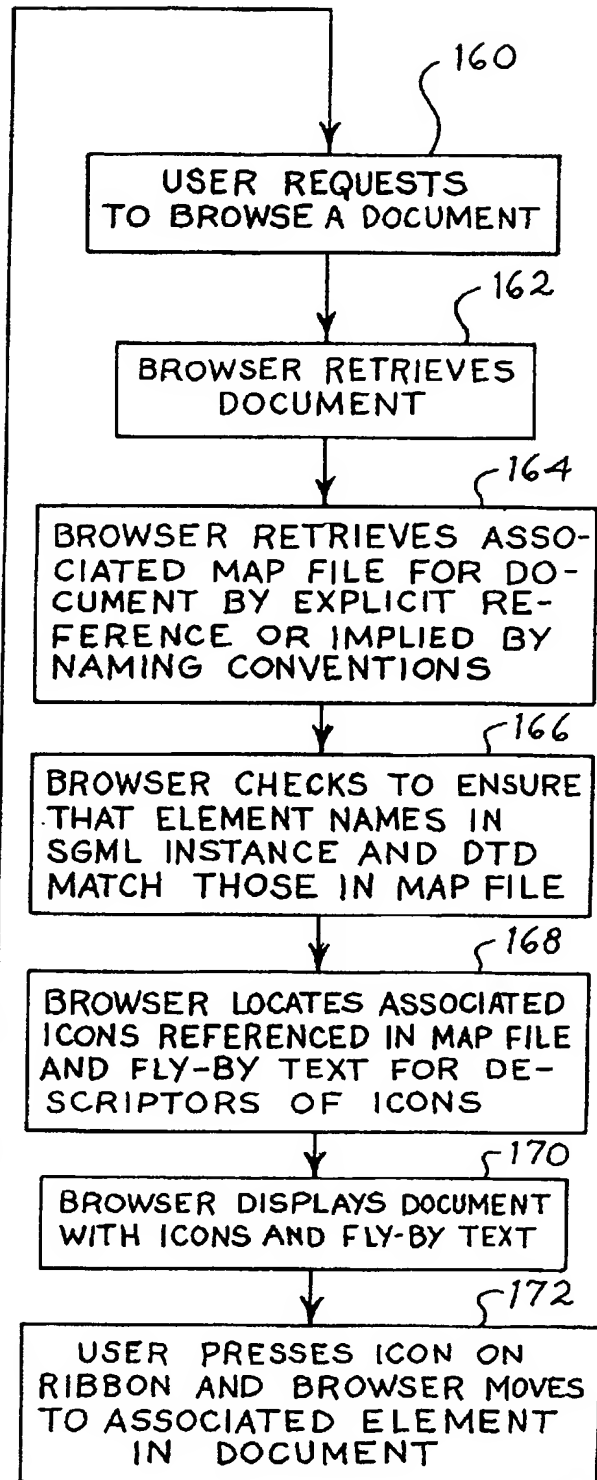 160
USER REQUESTS
TO BROWSE A DOCUMENT
162
BROWSER RETRIEVES
DOCUMENT
164
BROWSER RETRIEVES ASSO-
CIATED MAP FILE FOR DO-
CUMENT BY EXPLICIT RE-
FERENCE OR IMPLIED BY
NAMING CONVENTIONS
166
BROWSER CHECKS TO ENSURE
THAT ELEMENT NAMES IN
SGML INSTANCE AND DTD
MATCH THOSE IN MAP FILE
168
BROWSER LOCATES ASSOCIATED
ICONS REFERENCED IN MAP FILE
AND FLY-BY TEXT FOR DE-
SCRIPTORS OF ICONS
170
BROWSER DISPLAYS DOCUMENT
WITH ICONS AND FLY-BY TEXT
172
USER PRESSES ICON ON
RIBBON AND BROWSER MOVES
TO ASSOCIATED ELEMENT
IN DOCUMENT